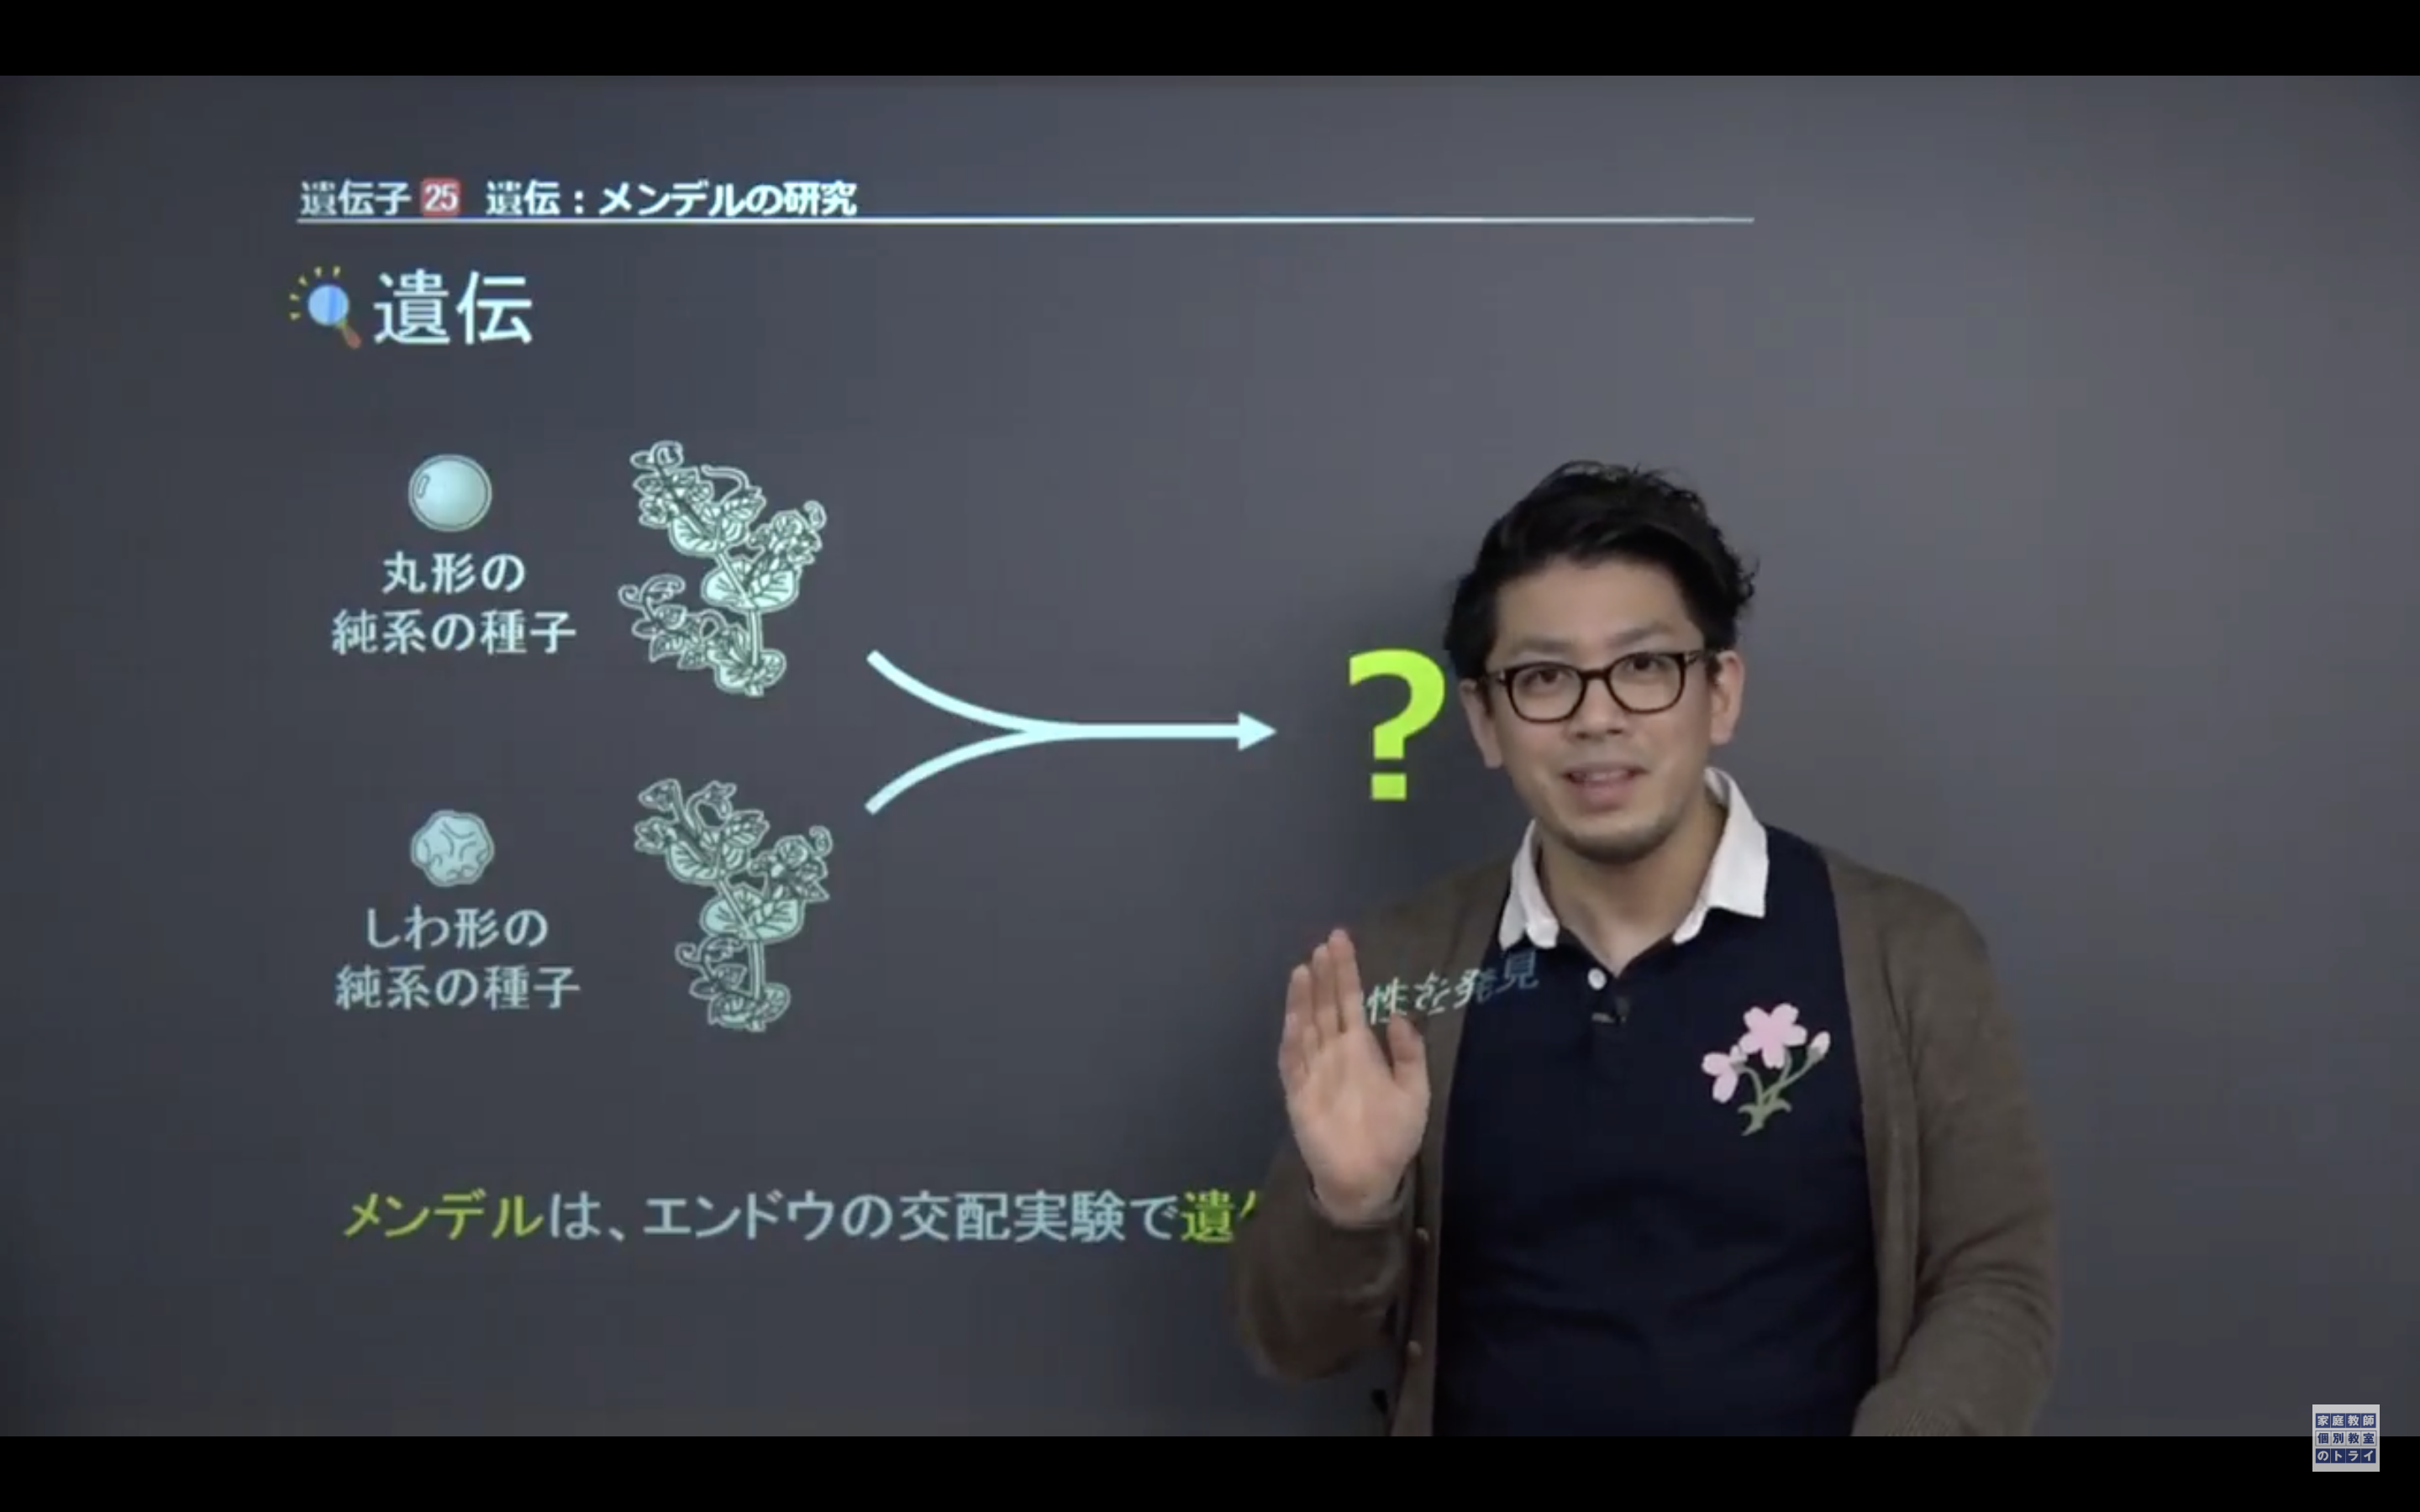 遺伝子 25 遺伝：メンデルの研究
遺伝
丸形の
純系の種子
?
しわ形の
純系の種子
性を発見
メンデルは、エンドウの交配実験で遺
家庭教師
個別教室
のトライ